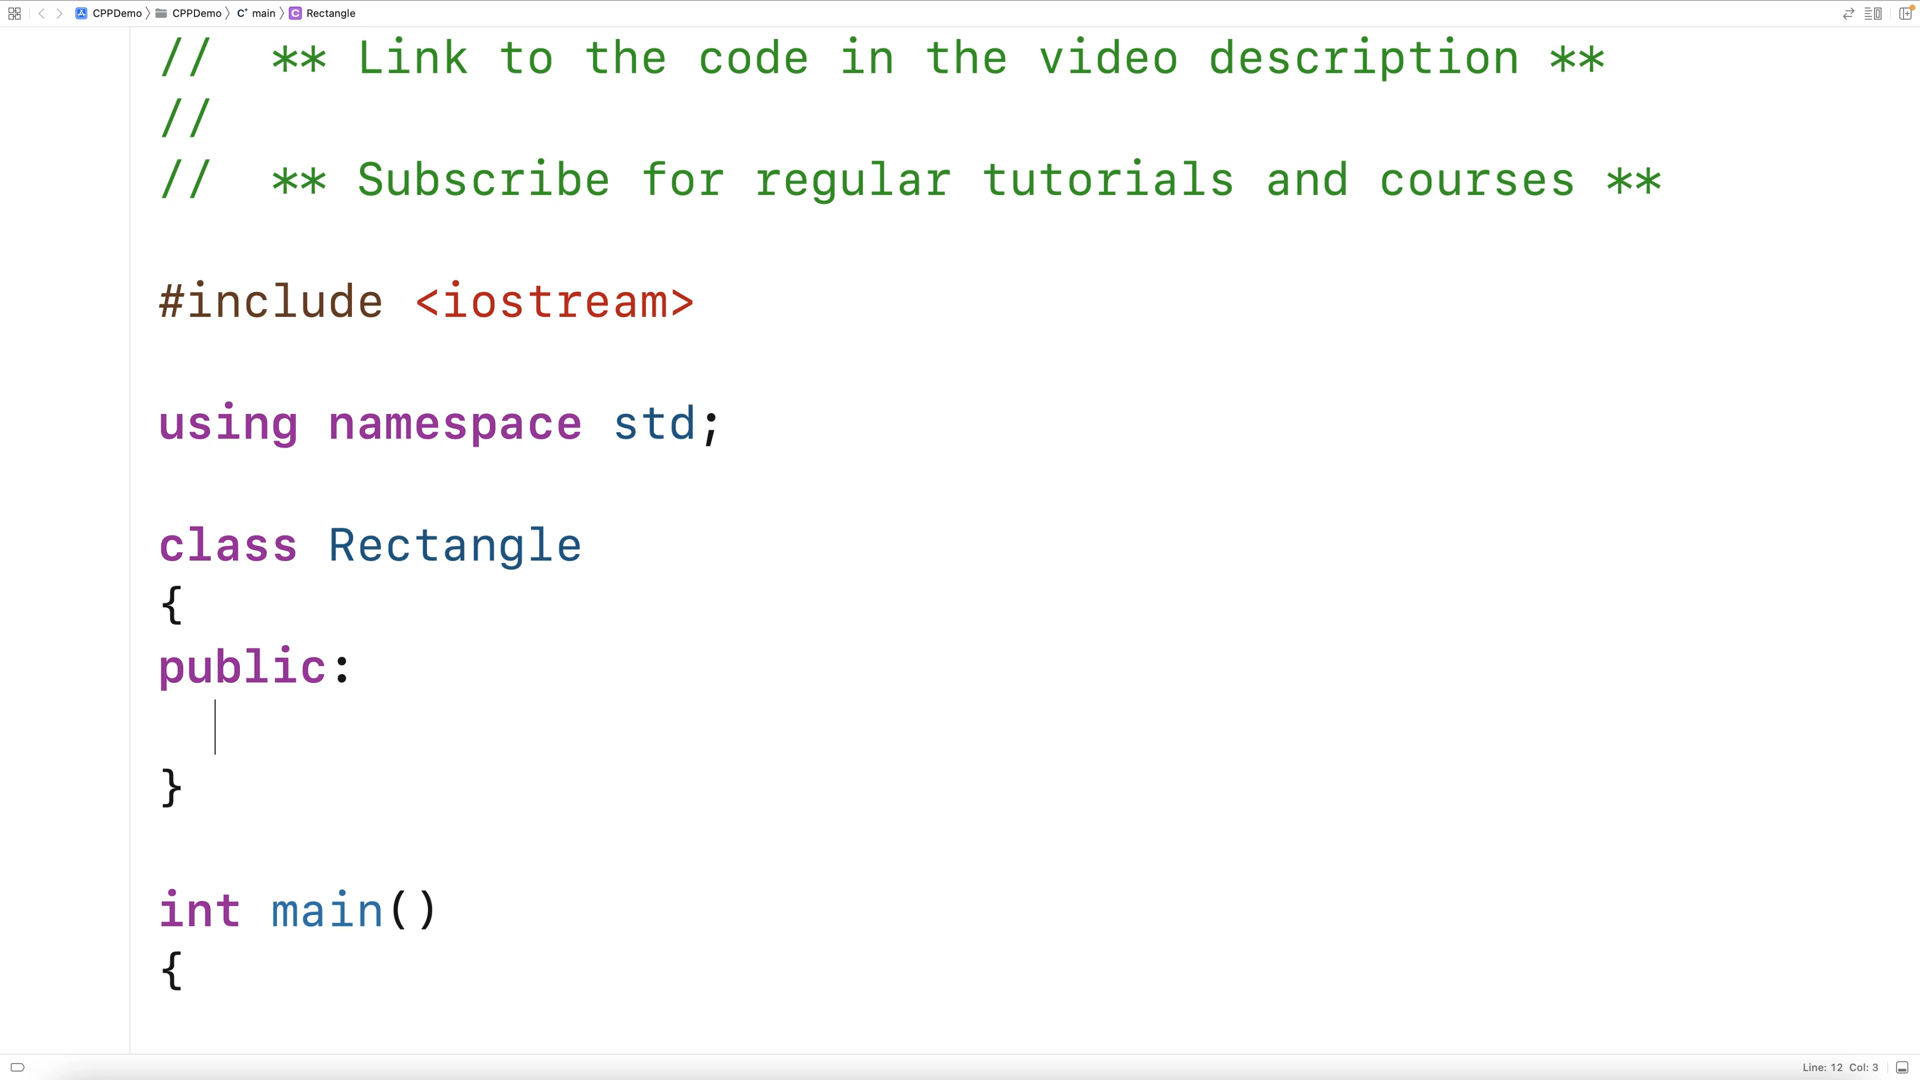 CPPDemo 〉 CPPDemo 〉 C⁺ main 〉 C Rectangle
// ** Link to the code in the video description **
//
// ** Subscribe for regular tutorials and courses **
#include <iostream>
using namespace std;
class Rectangle
{
public:
}
int main()
{
Line: 12 Col: 3